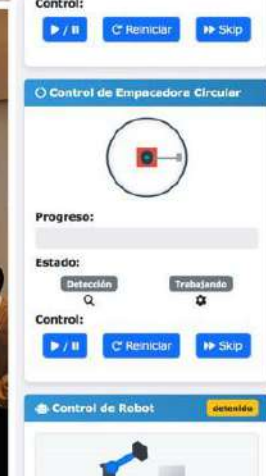 Control:
▶/⏸ Reiniciar Skip
Control de Empacadora Circular
Progreso:
Estado:
Detección Trabajando
Control:
▶/⏸ Reiniciar Skip
Control de Robot detenido